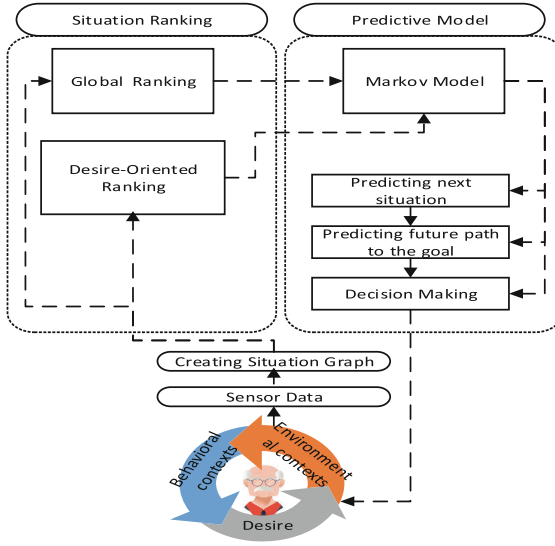 Situation Ranking
Predictive Model
Global Ranking
Markov Model
Desire-Oriented
Ranking
Predicting next
situation
Predicting future path
to the goal
Decision Making
Creating Situation Graph
Sensor Data
Behavioral
contexts
Environment
al contexts
Desire